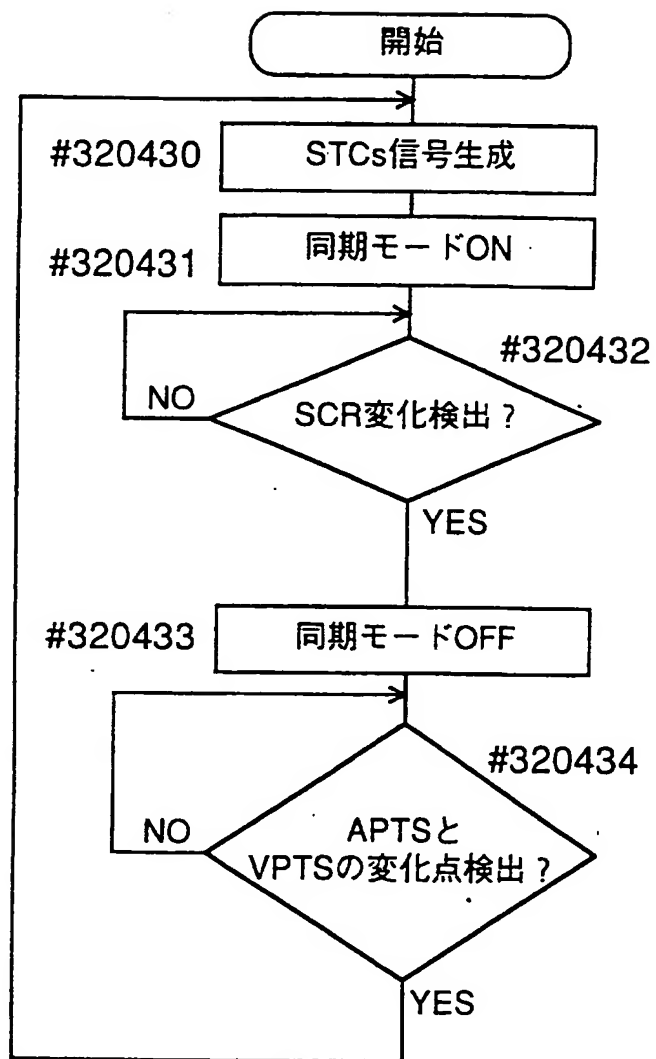 開始
#320430
STCs信号生成
#320431
同期モードON
#320432
NO
SCR変化検出？
YES
#320433
同期モードOFF
#320434
NO
APTSと
VPTSの変化点検出？
YES